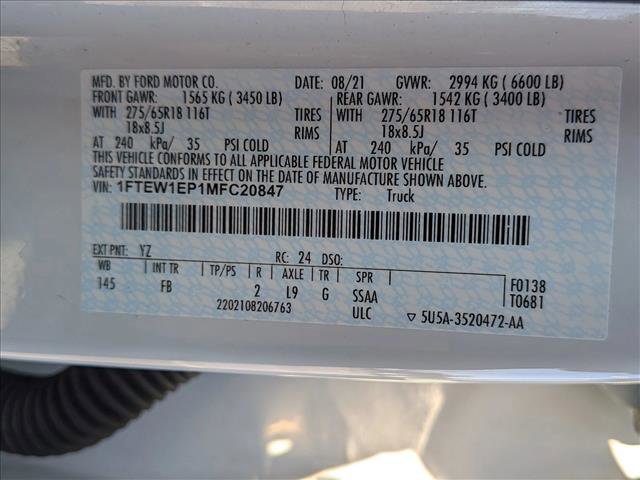 MFD. BY FORD MOTOR CO. DATE: 08/21 GVWR: 2994 KG ( 6600 LB)
FRONT GAWR: 1565 KG ( 3450 LB) REAR GAWR: 1542 KG ( 3400 LB)
WITH 275/65R18 116T TIRES WITH 275/65R18 116T TIRES
18x8.5J RIMS 18x8.5J RIMS
AT 240 kPa/ 35 PSI COLD AT 240 kPa/ 35 PSI COLD
THIS VEHICLE CONFORMS TO ALL APPLICABLE FEDERAL MOTOR VEHICLE
SAFETY STANDARDS IN EFFECT ON THE DATE OF MANUFACTURE SHOWN ABOVE.
VIN: 1FTEW1EP1MFC20847 TYPE: Truck
EXT PNT: YZ RC: 24 DSO:
WB INT TR TP/PS R AXLE TR SPR F0138
145 FB 2 L9 G SSAA T0681
2202108206763 ULC ▽ 5U5A-3520472-AA